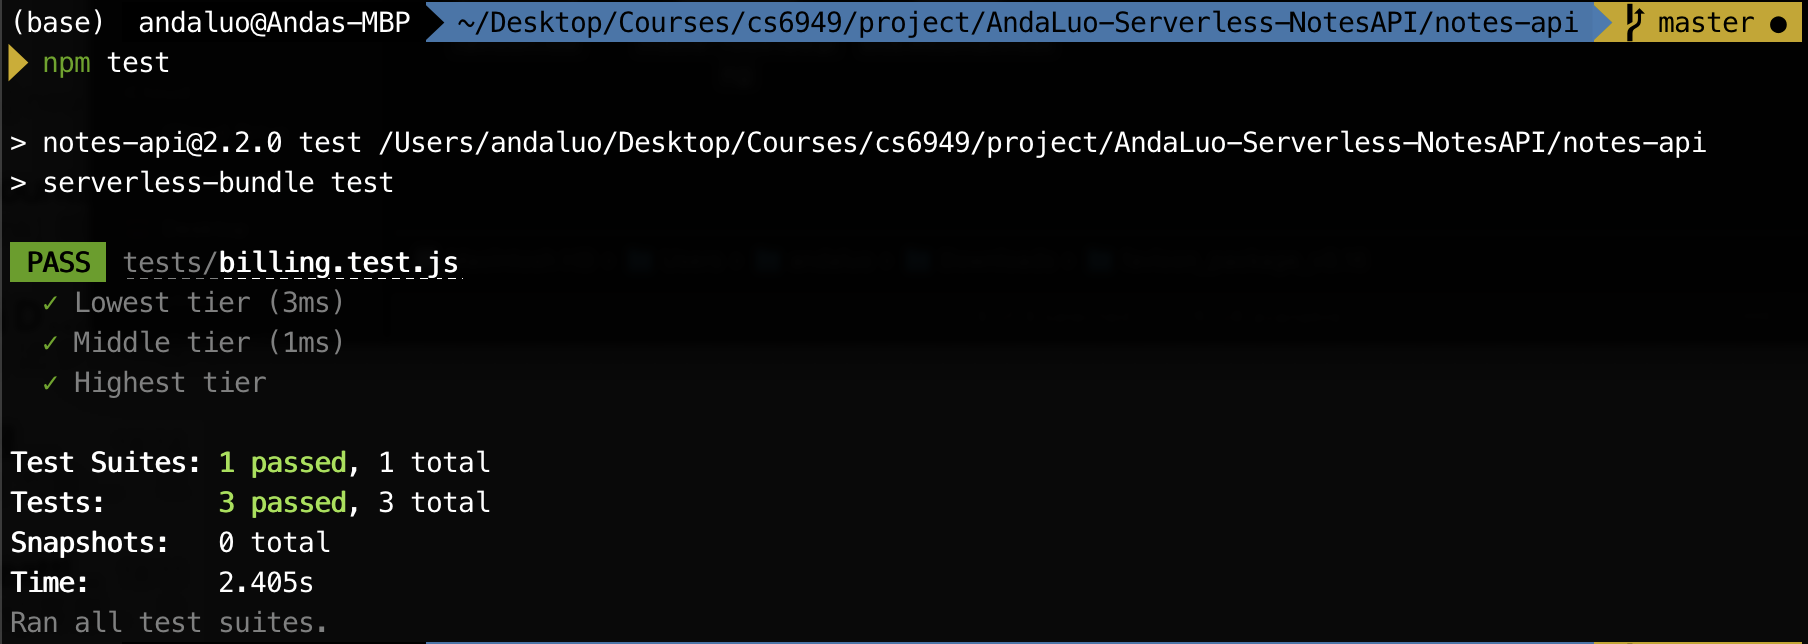 (base) andaluo@Andas-MBP ~/Desktop/Courses/cs6949/project/AndaLuo-Serverless-NotesAPI/notes-api master ●
npm test
> notes-api@2.2.0 test /Users/andaluo/Desktop/Courses/cs6949/project/AndaLuo-Serverless-NotesAPI/notes-api
> serverless-bundle test
PASS tests/billing.test.js
✓ Lowest tier (3ms)
✓ Middle tier (1ms)
✓ Highest tier
Test Suites: 1 passed, 1 total
Tests: 3 passed, 3 total
Snapshots: 0 total
Time: 2.405s
Ran all test suites.